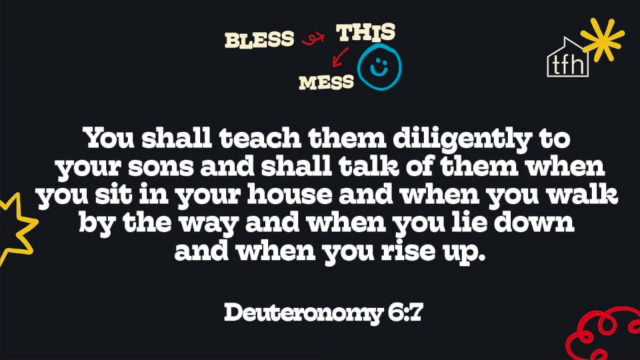 BLESS THIS
MESS
tfh
You shall teach them diligently to
your sons and shall talk of them when
you sit in your house and when you walk
by the way and when you lie down
and when you rise up.
Deuteronomy 6:7